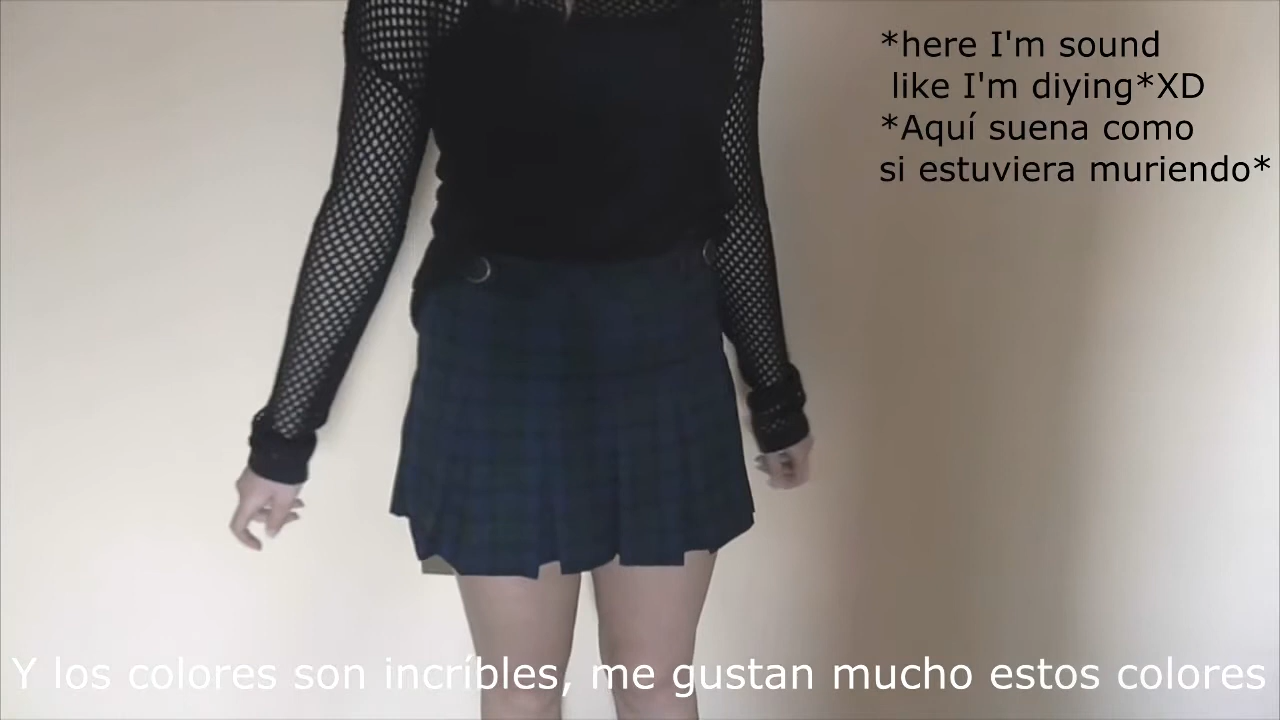 *here I'm sound
like I'm diying*XD
*Aquí suena como
si estuviera muriendo*
Y los colores son incríbles, me gustan mucho estos colores